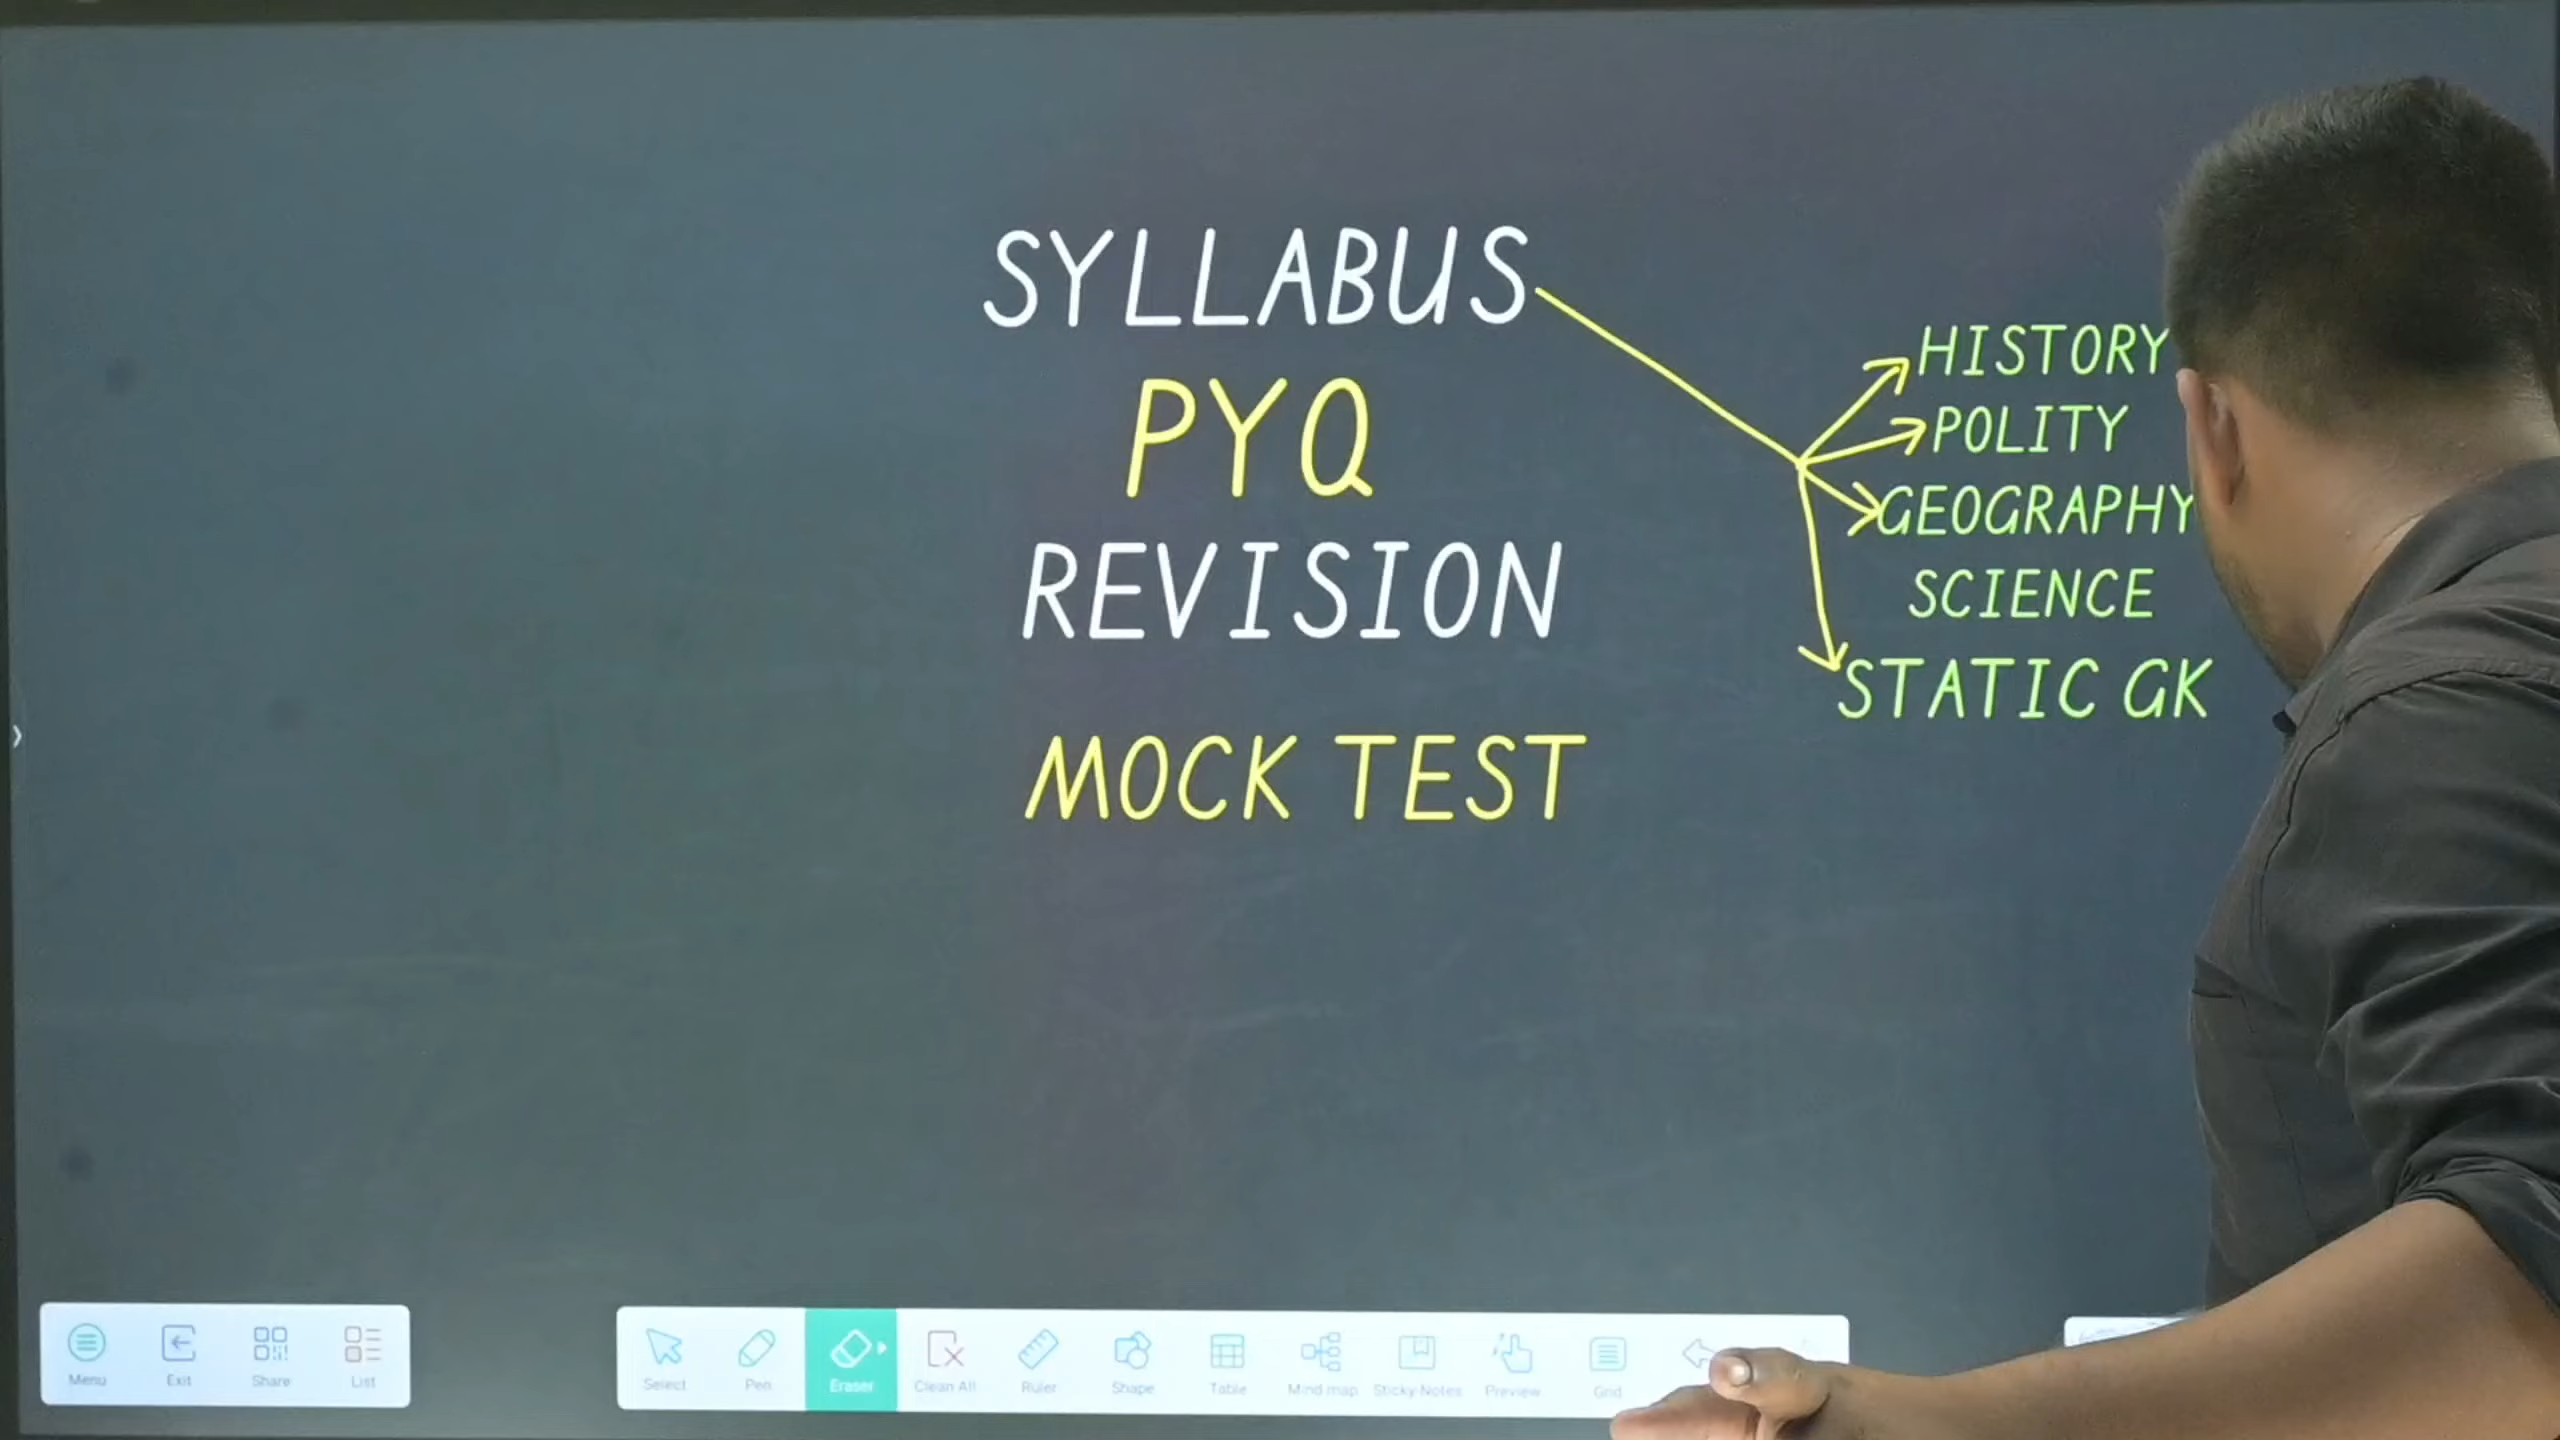 SYLLABUS
PYQ
REVISION
MOCK TEST
HISTORY
POLITY
GEOGRAPHY
SCIENCE
STATIC GK
Menu Exit Share List
Select Pen Eraser Clean All Ruler Shape Table Mind map Sticky Notes Preview Grid